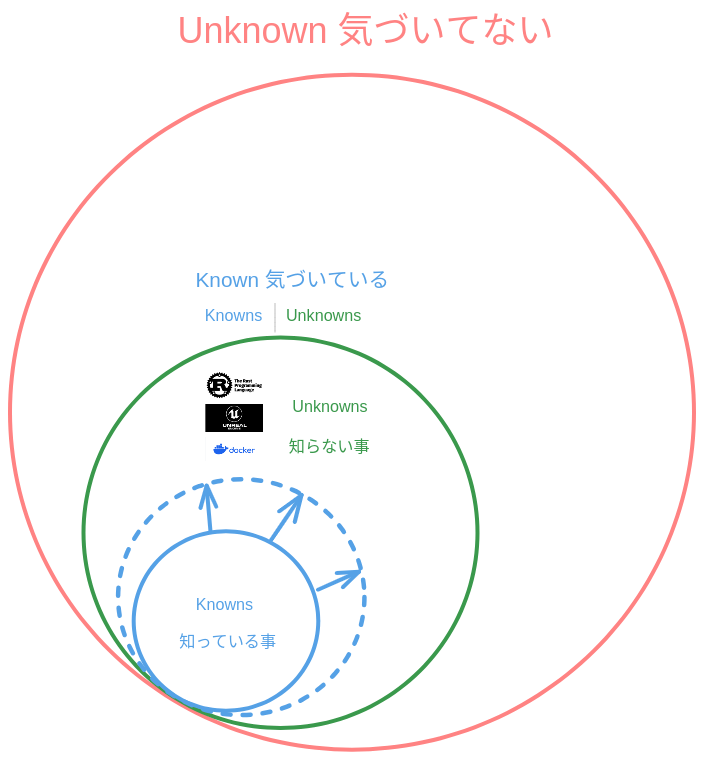 Unknown 気づいてない
Known 気づいている
Knowns
Unknowns
The Rust
Programming
Language
UNREAL
docker
Unknowns
知らない事
Knowns
知っている事